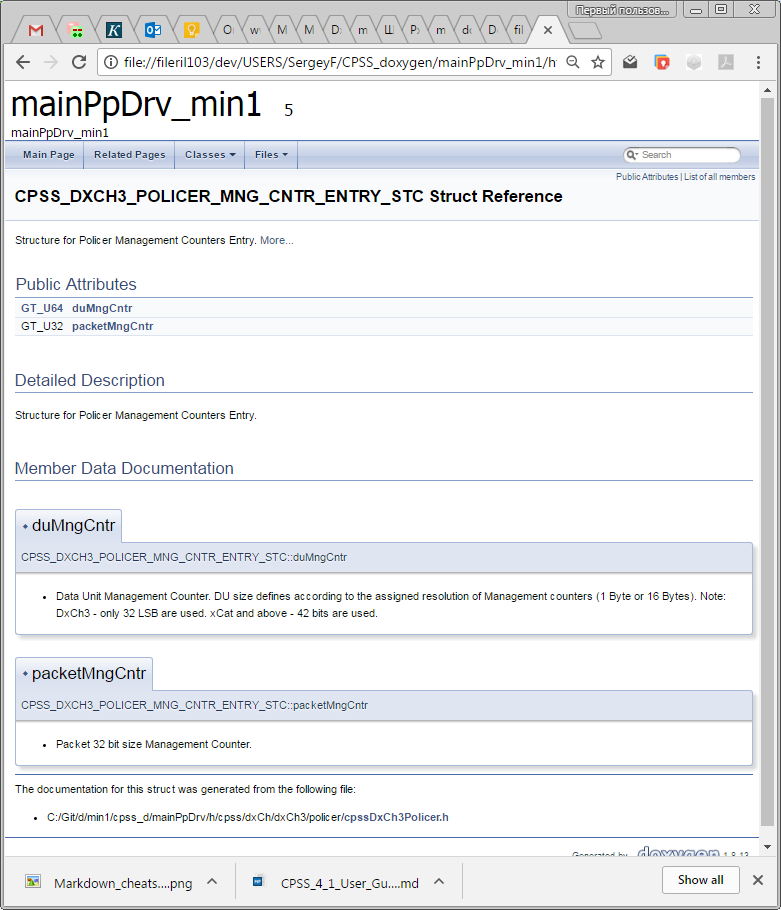 Первый пользо...
file://fileril103/dev/USERS/SergeyF/CPSS_doxygen/mainPpDrv_min1/h
mainPpDrv_min1 5
mainPpDrv_min1
Main Page Related Pages Classes Files Search
Public Attributes | List of all members
CPSS_DXCH3_POLICER_MNG_CNTR_ENTRY_STC Struct Reference
Structure for Policer Management Counters Entry. More...
Public Attributes
GT_U64 duMngCntr
GT_U32 packetMngCntr
Detailed Description
Structure for Policer Management Counters Entry.
Member Data Documentation
duMngCntr
CPSS_DXCH3_POLICER_MNG_CNTR_ENTRY_STC::duMngCntr
• Data Unit Management Counter. DU size defines according to the assigned resolution of Management counters (1 Byte or 16 Bytes). Note:
DxCh3 - only 32 LSB are used. xCat and above - 42 bits are used.
packetMngCntr
CPSS_DXCH3_POLICER_MNG_CNTR_ENTRY_STC::packetMngCntr
• Packet 32 bit size Management Counter.
The documentation for this struct was generated from the following file:
• C:/Git/d/min1/cpss_d/mainPpDrv/h/cpss/dxCh/dxCh3/policer/cpssDxCh3Policer.h
Generated by doxygen 1.8.13
Markdown_cheats....png CPSS_4_1_User_Gu....md Show all